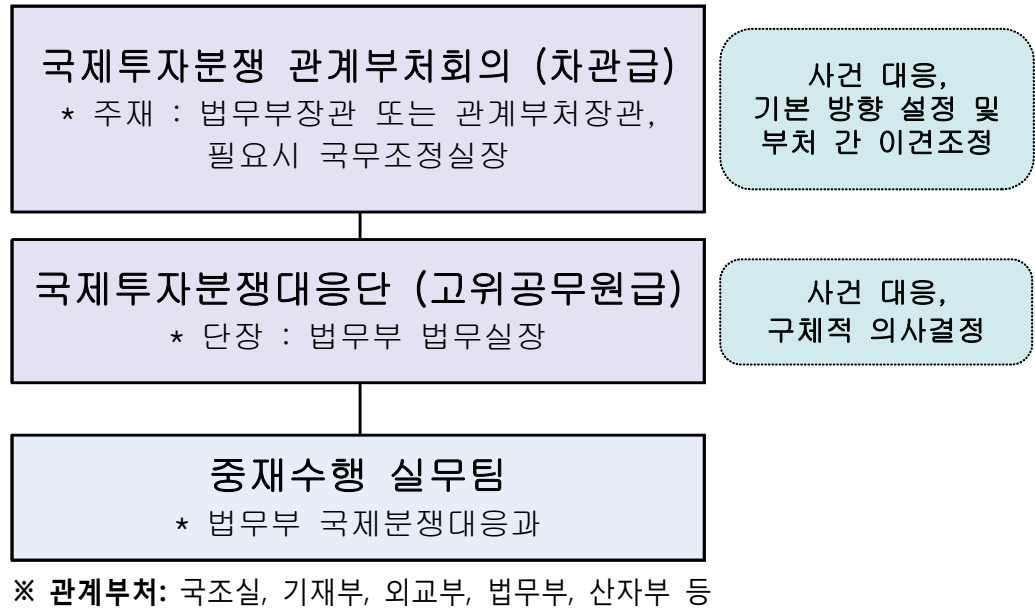 국제투자분쟁 관계부처회의 (차관급)
* 주재 : 법무부장관 또는 관계부처장관,
필요시 국무조정실장
사건 대응,
기본 방향 설정 및
부처 간 이견조정
국제투자분쟁대응단 (고위공무원급)
* 단장 : 법무부 법무실장
사건 대응,
구체적 의사결정
중재수행 실무팀
* 법무부 국제분쟁대응과
※ 관계부처: 국조실, 기재부, 외교부, 법무부, 산자부 등